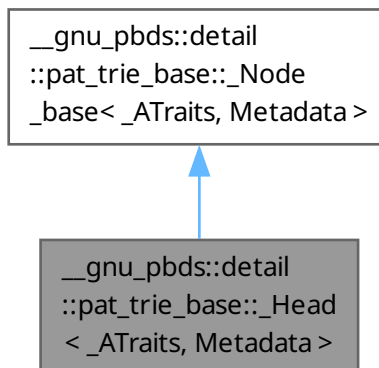 __gnu_pbds::detail
::pat_trie_base::_Node
_base< _ATraits, Metadata >
__gnu_pbds::detail
::pat_trie_base::_Head
< _ATraits, Metadata >